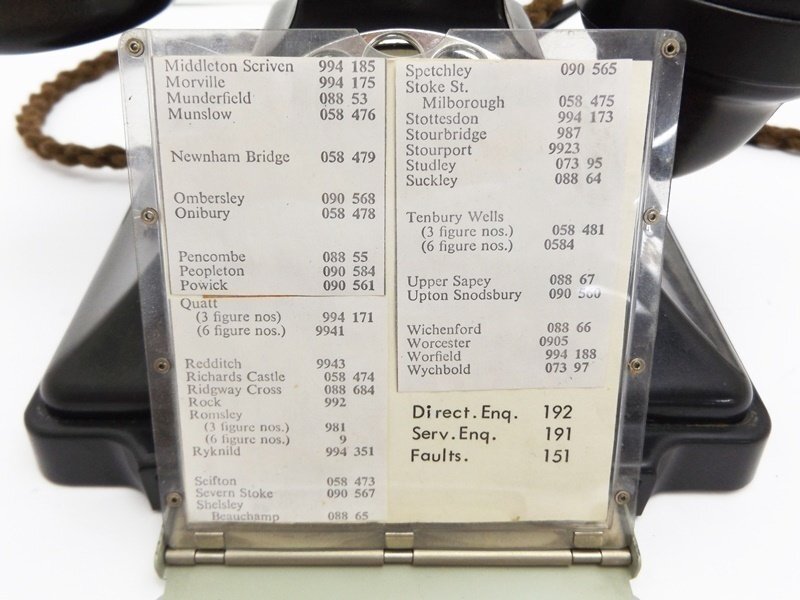 Middleton Scriven 994 185
Morville 994 175
Munderfield 088 53
Munslow 058 476
Newnham Bridge 058 479
Ombersley 090 568
Onibury 058 478
Pencombe 088 55
Peopleton 090 584
Powick 090 561
Quatt
(3 figure nos) 994 171
(6 figure nos.) 9941
Redditch 9943
Richards Castle 058 474
Ridgway Cross 088 684
Rock 992
Romsley
(3 figure nos.) 981
(6 figure nos.) 9
Ryknild 994 351
Seifton 058 473
Severn Stoke 090 567
Shelsley
Beauchamp 088 65
Spetchley 090 565
Stoke St.
Milborough 058 475
Stottesdon 994 173
Stourbridge 987
Stourport 9923
Studley 073 95
Suckley 088 64
Tenbury Wells
(3 figure nos.) 058 481
(6 figure nos.) 0584
Upper Sapey 088 67
Upton Snodsbury 090
Wichenford 088 66
Worcester 0905
Worfield 994 188
Wychbold 073 97
Direct.Enq. 192
Serv.Enq. 191
Faults. 151